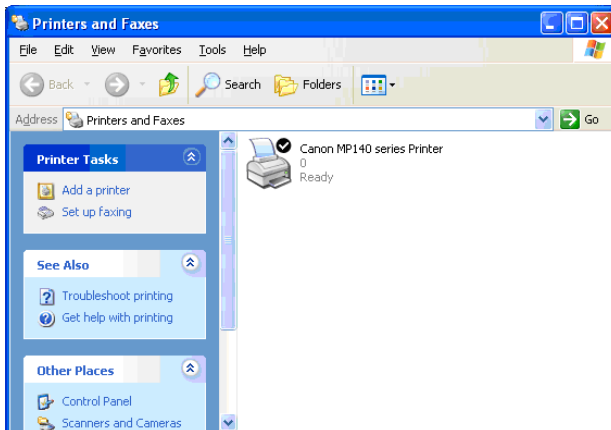 Printers and Faxes
File Edit View Favorites Tools Help
Back Search Folders
Address Printers and Faxes Go
Printer Tasks
Add a printer
Set up faxing
See Also
Troubleshoot printing
Get help with printing
Other Places
Control Panel
Scanners and Cameras
Canon MP140 series Printer
0
Ready